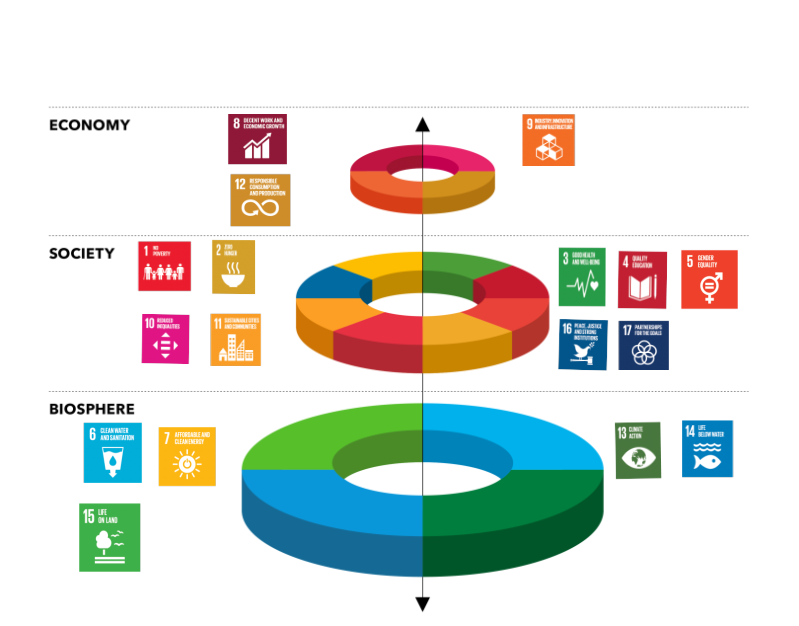 ECONOMY
8 DECENT WORK AND
ECONOMIC GROWTH
9 INDUSTRY, INNOVATION
AND INFRASTRUCTURE
12 RESPONSIBLE
CONSUMPTION
AND PRODUCTION
SOCIETY
1 NO
POVERTY
2 ZERO
HUNGER
3 GOOD HEALTH
AND WELL-BEING
4 QUALITY
EDUCATION
5 GENDER
EQUALITY
10 REDUCED
INEQUALITIES
11 SUSTAINABLE CITIES
AND COMMUNITIES
16 PEACE, JUSTICE
AND STRONG
INSTITUTIONS
17 PARTNERSHIPS
FOR THE GOALS
BIOSPHERE
6 CLEAN WATER
AND SANITATION
7 AFFORDABLE AND
CLEAN ENERGY
13 CLIMATE
ACTION
14 LIFE
BELOW WATER
15 LIFE
ON LAND